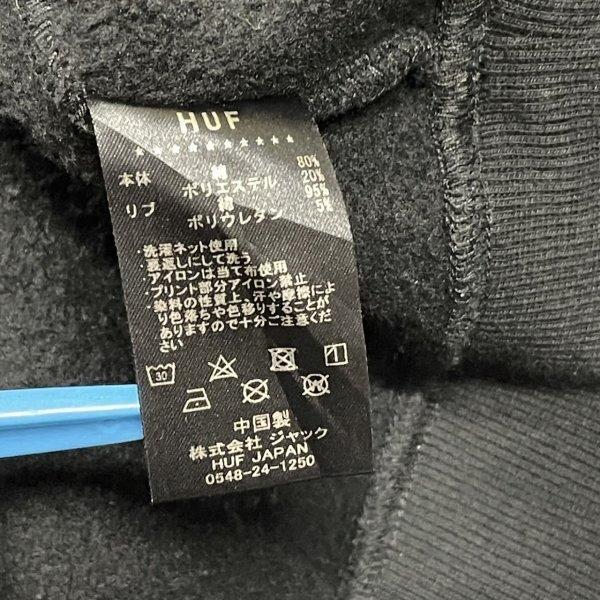 HUF
本体 綿 80%
ポリエステル 20%
リブ 綿 95%
ポリウレタン 5%
・洗濯ネット使用
・裏返しにして洗う
・アイロンは当て布使用
・プリント部分アイロン禁止
・染料の性質上、汗や摩擦によ
り色落ちや色移りすることが
ありますので十分ご注意くだ
さい
30
W
中国製
株式会社 ジャック
HUF JAPAN
0548-24-1250